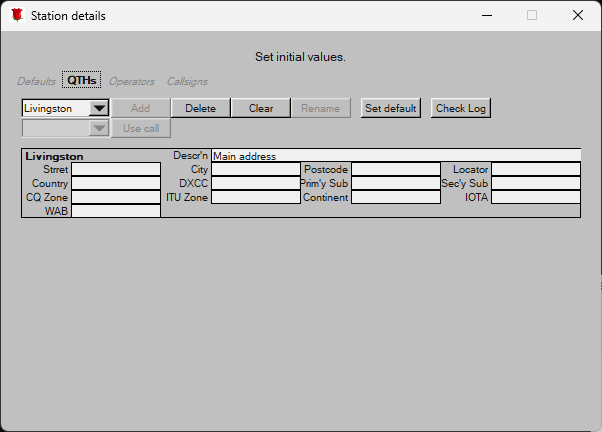 Station details
Set initial values.
Defaults QTHs Operators Callsigns
Livingston Add Delete Clear Rename Set default Check Log
Use call
Livingston Descr'n Main address
Strret City Postcode Locator
Country DXCC Prim'y Sub Sec'y Sub
CQ Zone ITU Zone Continent IOTA
WAB